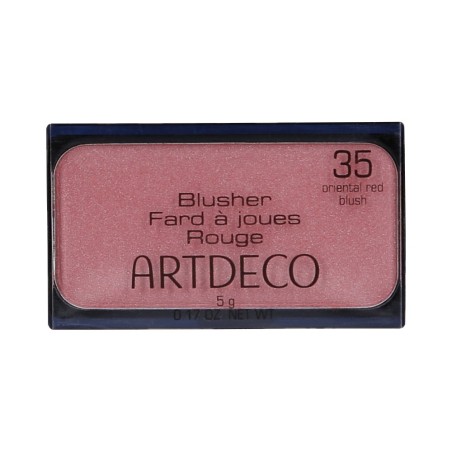 35
oriental red
blush
Blusher
Fard à joues
Rouge
ARTDECO
5 g
0.17 OZ. NET WT